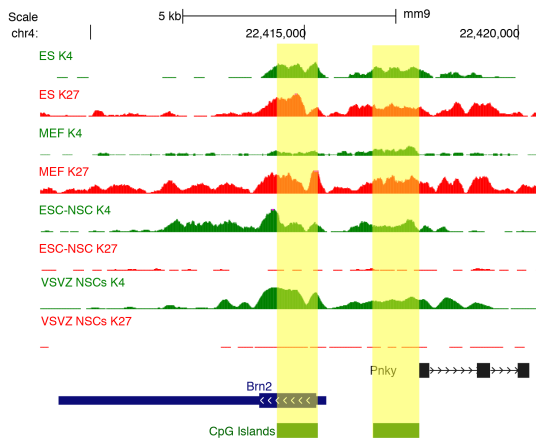 Scale 5 kb mm9
chr4: 22,415,000 22,420,000
ES K4
ES K27
MEF K4
MEF K27
ESC-NSC K4
ESC-NSC K27
VSVZ NSCs K4
VSVZ NSCs K27
Pnky
Brn2
CpG Islands